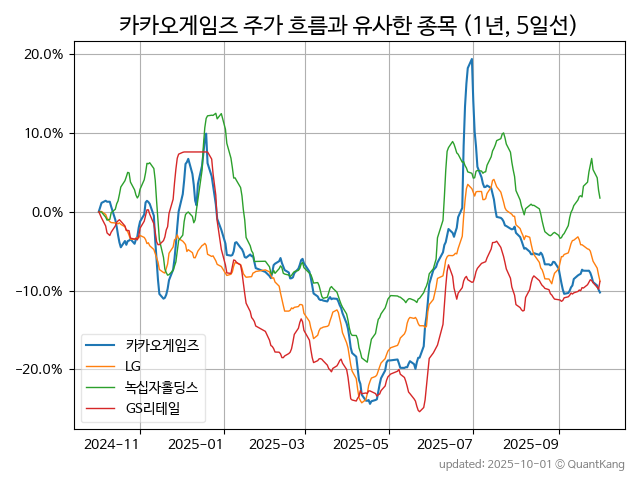 카카오게임즈 주가 흐름과 유사한 종목 (1년, 5일선)
20.0%
10.0%
0.0%
−10.0%
−20.0%
카카오게임즈
LG
녹십자홀딩스
GS리테일
2024-11 2025-01 2025-03 2025-05 2025-07 2025-09
updated: 2025-10-01 © QuantKang